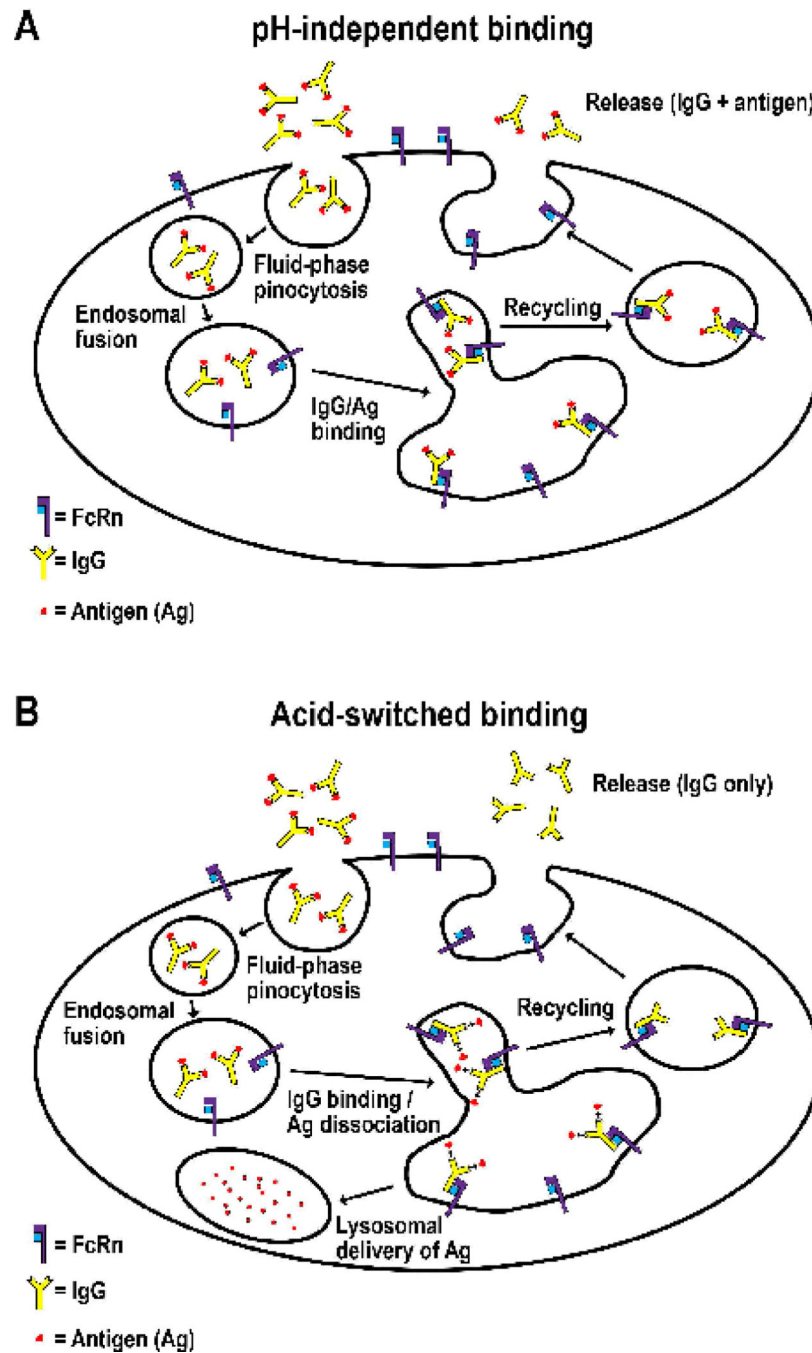 A
pH-independent binding
Release (IgG + antigen)
Fluid-phase
pinocytosis
Endosomal
fusion
Recycling
IgG/Ag
binding
= FcRn
= IgG
= Antigen (Ag)
B
Acid-switched binding
Release (IgG only)
Fluid-phase
pinocytosis
Endosomal
fusion
Recycling
IgG binding /
Ag dissociation
Lysosomal
delivery of Ag
= FcRn
= IgG
= Antigen (Ag)